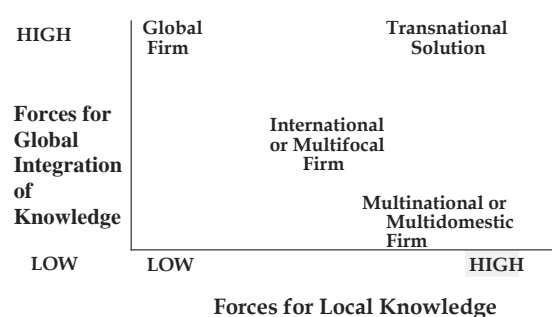 HIGH
Global
Firm
Transnational
Solution
Forces for
Global
Integration
of
Knowledge
International
or Multifocal
Firm
Multinational or
Multidomestic
Firm
LOW
LOW
HIGH
Forces for Local Knowledge